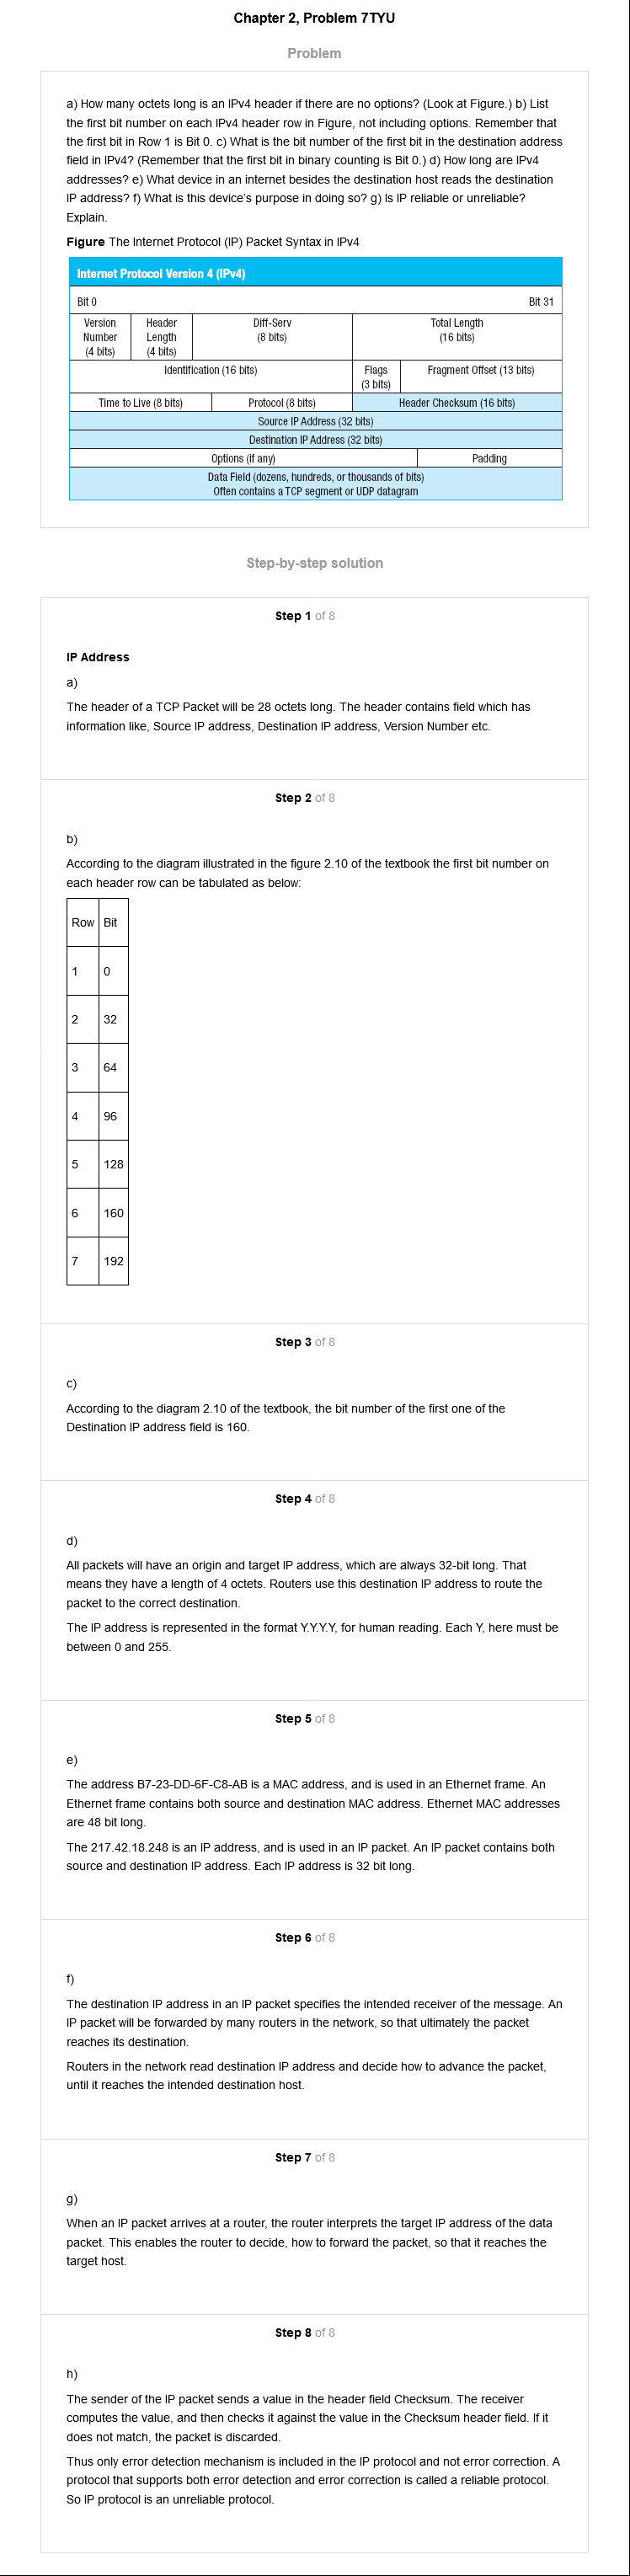 Chapter 2, Problem 7TYU
Problem
a) How many octets long is an IPv4 header if there are no options? (Look at Figure.) b) List
the first bit number on each IPv4 header row in Figure, not including options. Remember that
the first bit in Row 1 is Bit 0. c) What is the bit number of the first bit in the destination address
field in IPv4? (Remember that the first bit in binary counting is Bit 0.) d) How long are IPv4
addresses? e) What device in an internet besides the destination host reads the destination
IP address? f) What is this device's purpose in doing so? g) Is IP reliable or unreliable?
Explain.
Figure The Internet Protocol (IP) Packet Syntax in IPv4
Internet Protocol Version 4 (IPv4)
Bit 0 Bit 31
Version Header Diff-Serv Total Length
Number Length (8 bits) (16 bits)
(4 bits) (4 bits)
Identification (16 bits) Flags Fragment Offset (13 bits)
(3 bits)
Time to Live (8 bits) Protocol (8 bits) Header Checksum (16 bits)
Source IP Address (32 bits)
Destination IP Address (32 bits)
Options (if any) Padding
Data Field (dozens, hundreds, or thousands of bits)
Often contains a TCP segment or UDP datagram
Step-by-step solution
Step 1 of 8
IP Address
a)
The header of a TCP Packet will be 28 octets long. The header contains field which has
information like, Source IP address, Destination IP address, Version Number etc.
Step 2 of 8
b)
According to the diagram illustrated in the figure 2.10 of the textbook the first bit number on
each header row can be tabulated as below:
Row Bit
1 0
2 32
3 64
4 96
5 128
6 160
7 192
Step 3 of 8
c)
According to the diagram 2.10 of the textbook, the bit number of the first one of the
Destination IP address field is 160.
Step 4 of 8
d)
All packets will have an origin and target IP address, which are always 32-bit long. That
means they have a length of 4 octets. Routers use this destination IP address to route the
packet to the correct destination.
The IP address is represented in the format Y.Y.Y.Y, for human reading. Each Y, here must be
between 0 and 255.
Step 5 of 8
e)
The address B7-23-DD-6F-C8-AB is a MAC address, and is used in an Ethernet frame. An
Ethernet frame contains both source and destination MAC address. Ethernet MAC addresses
are 48 bit long.
The 217.42.18.248 is an IP address, and is used in an IP packet. An IP packet contains both
source and destination IP address. Each IP address is 32 bit long.
Step 6 of 8
f)
The destination IP address in an IP packet specifies the intended receiver of the message. An
IP packet will be forwarded by many routers in the network, so that ultimately the packet
reaches its destination.
Routers in the network read destination IP address and decide how to advance the packet,
until it reaches the intended destination host.
Step 7 of 8
g)
When an IP packet arrives at a router, the router interprets the target IP address of the data
packet. This enables the router to decide, how to forward the packet, so that it reaches the
target host.
Step 8 of 8
h)
The sender of the IP packet sends a value in the header field Checksum. The receiver
computes the value, and then checks it against the value in the Checksum header field. If it
does not match, the packet is discarded.
Thus only error detection mechanism is included in the IP protocol and not error correction. A
protocol that supports both error detection and error correction is called a reliable protocol.
So IP protocol is an unreliable protocol.